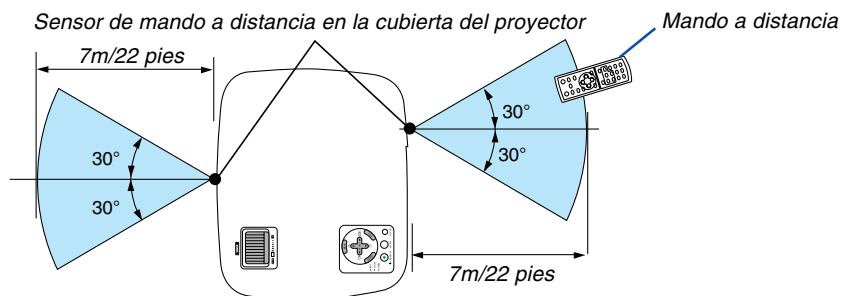 Sensor de mando a distancia en la cubierta del proyector
Mando a distancia
7m/22 pies
30°
30°
30°
30°
7m/22 pies